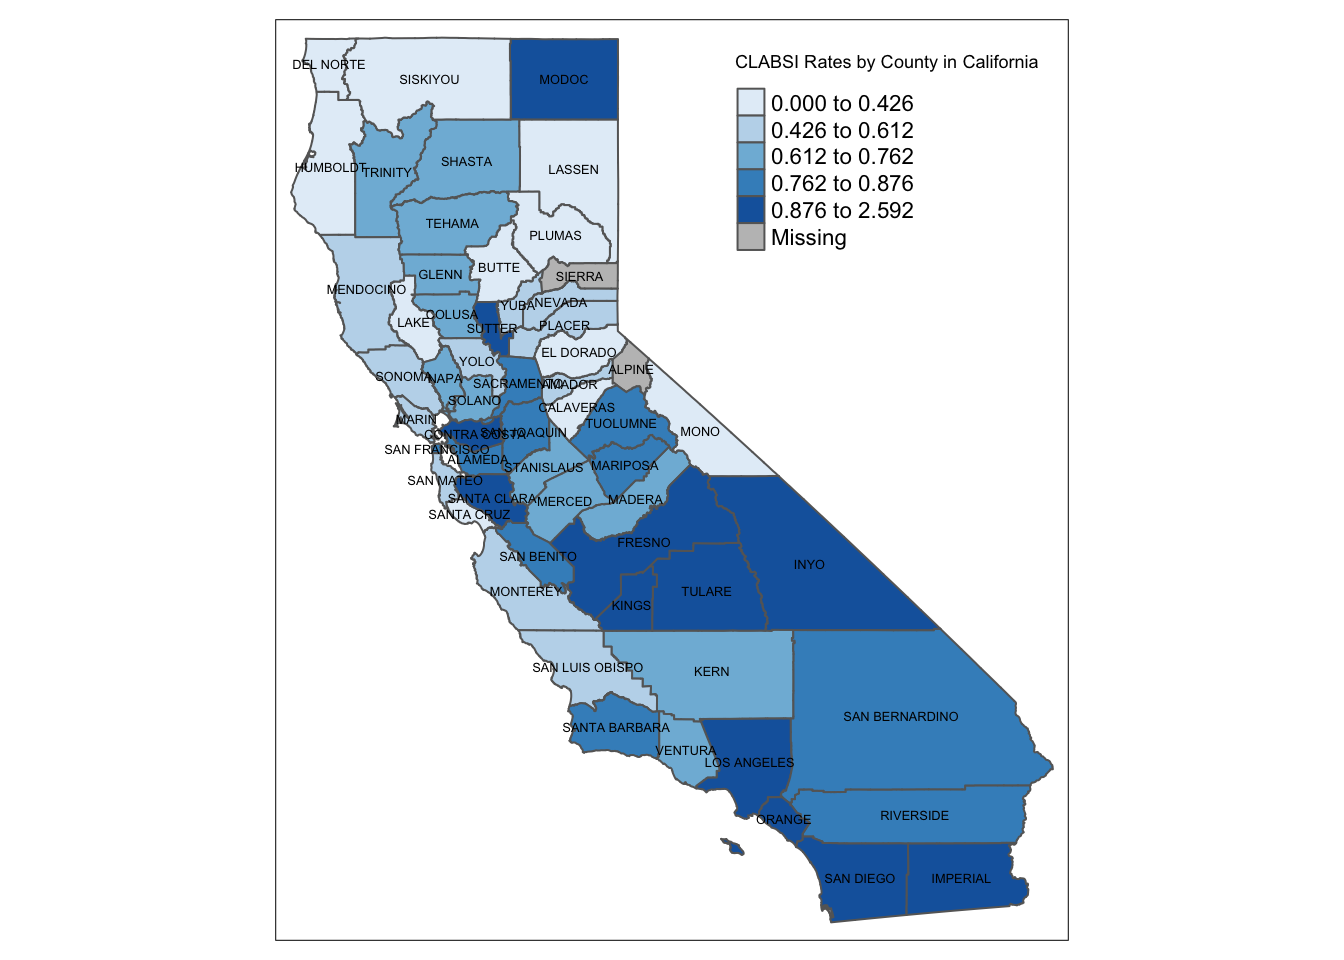 CLABSI Rates by County in California
0.000 to 0.426
0.426 to 0.612
0.612 to 0.762
0.762 to 0.876
0.876 to 2.592
Missing
DEL NORTE
SISKIYOU
MODOC
HUMBOLDT
TRINITY
SHASTA
LASSEN
TEHAMA
PLUMAS
BUTTE
GLENN
SIERRA
MENDOCINO
YUBA
NEVADA
COLUSA
LAKE
SUTTER
PLACER
EL DORADO
YOLO
ALPINE
SONOMA
NAPA
SACRAMENTO
AMADOR
SOLANO
CALAVERAS
MARIN
TUOLUMNE
CONTRA COSTA
SAN JOAQUIN
MONO
SAN FRANCISCO
ALAMEDA
STANISLAUS
MARIPOSA
SAN MATEO
SANTA CLARA
MERCED
MADERA
SANTA CRUZ
FRESNO
SAN BENITO
INYO
MONTEREY
KINGS
TULARE
SAN LUIS OBISPO
KERN
SAN BERNARDINO
SANTA BARBARA
VENTURA
LOS ANGELES
RIVERSIDE
ORANGE
SAN DIEGO
IMPERIAL